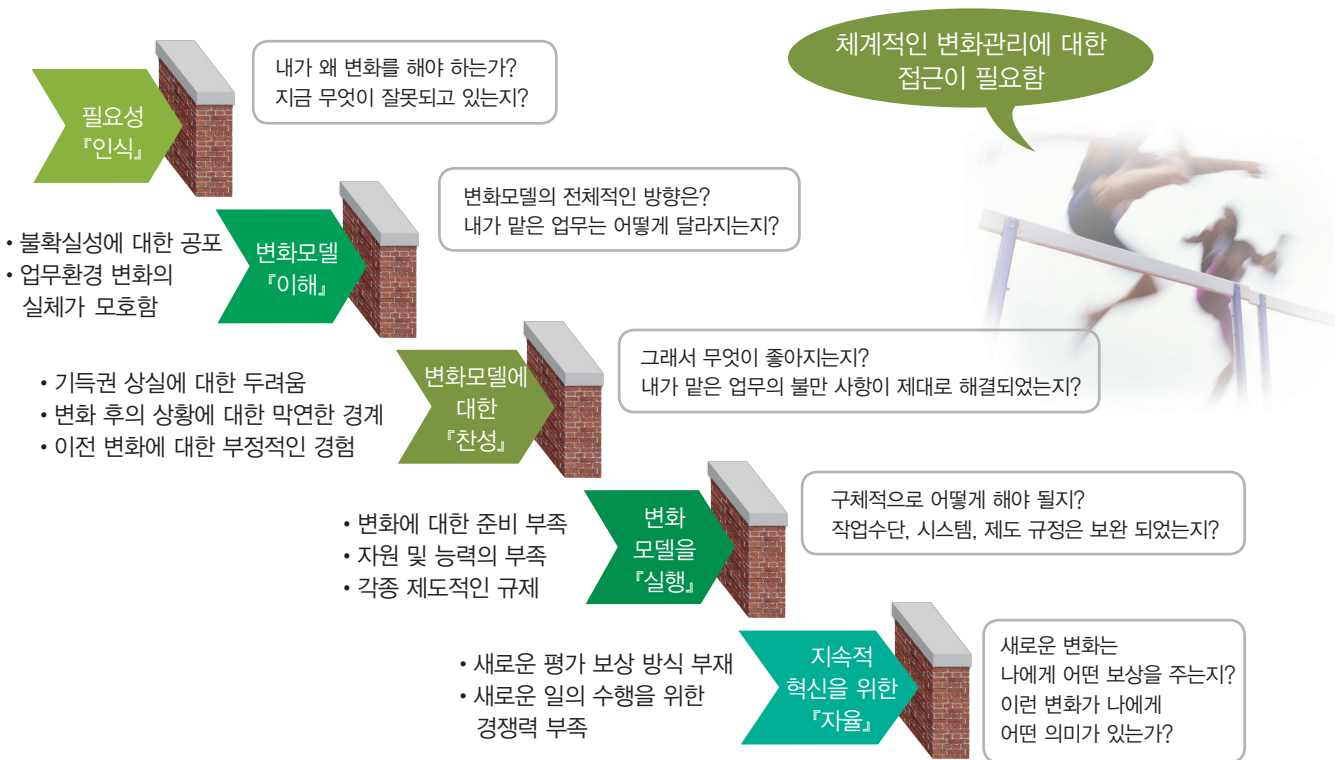 체계적인 변화관리에 대한
접근이 필요함
필요성
『인식』
내가 왜 변화를 해야 하는가?
지금 무엇이 잘못되고 있는지?
• 불확실성에 대한 공포
• 업무환경 변화의
실체가 모호함
변화모델
『이해』
변화모델의 전체적인 방향은?
내가 맡은 업무는 어떻게 달라지는지?
• 기득권 상실에 대한 두려움
• 변화 후의 상황에 대한 막연한 경계
• 이전 변화에 대한 부정적인 경험
변화모델에
대한
『찬성』
그래서 무엇이 좋아지는지?
내가 맡은 업무의 불만 사항이 제대로 해결되었는지?
• 변화에 대한 준비 부족
• 자원 및 능력의 부족
• 각종 제도적인 규제
변화
모델을
『실행』
구체적으로 어떻게 해야 될지?
작업수단, 시스템, 제도 규정은 보완 되었는지?
• 새로운 평가 보상 방식 부재
• 새로운 일의 수행을 위한
경쟁력 부족
지속적
혁신을 위한
『자율』
새로운 변화는
나에게 어떤 보상을 주는지?
이런 변화가 나에게
어떤 의미가 있는가?